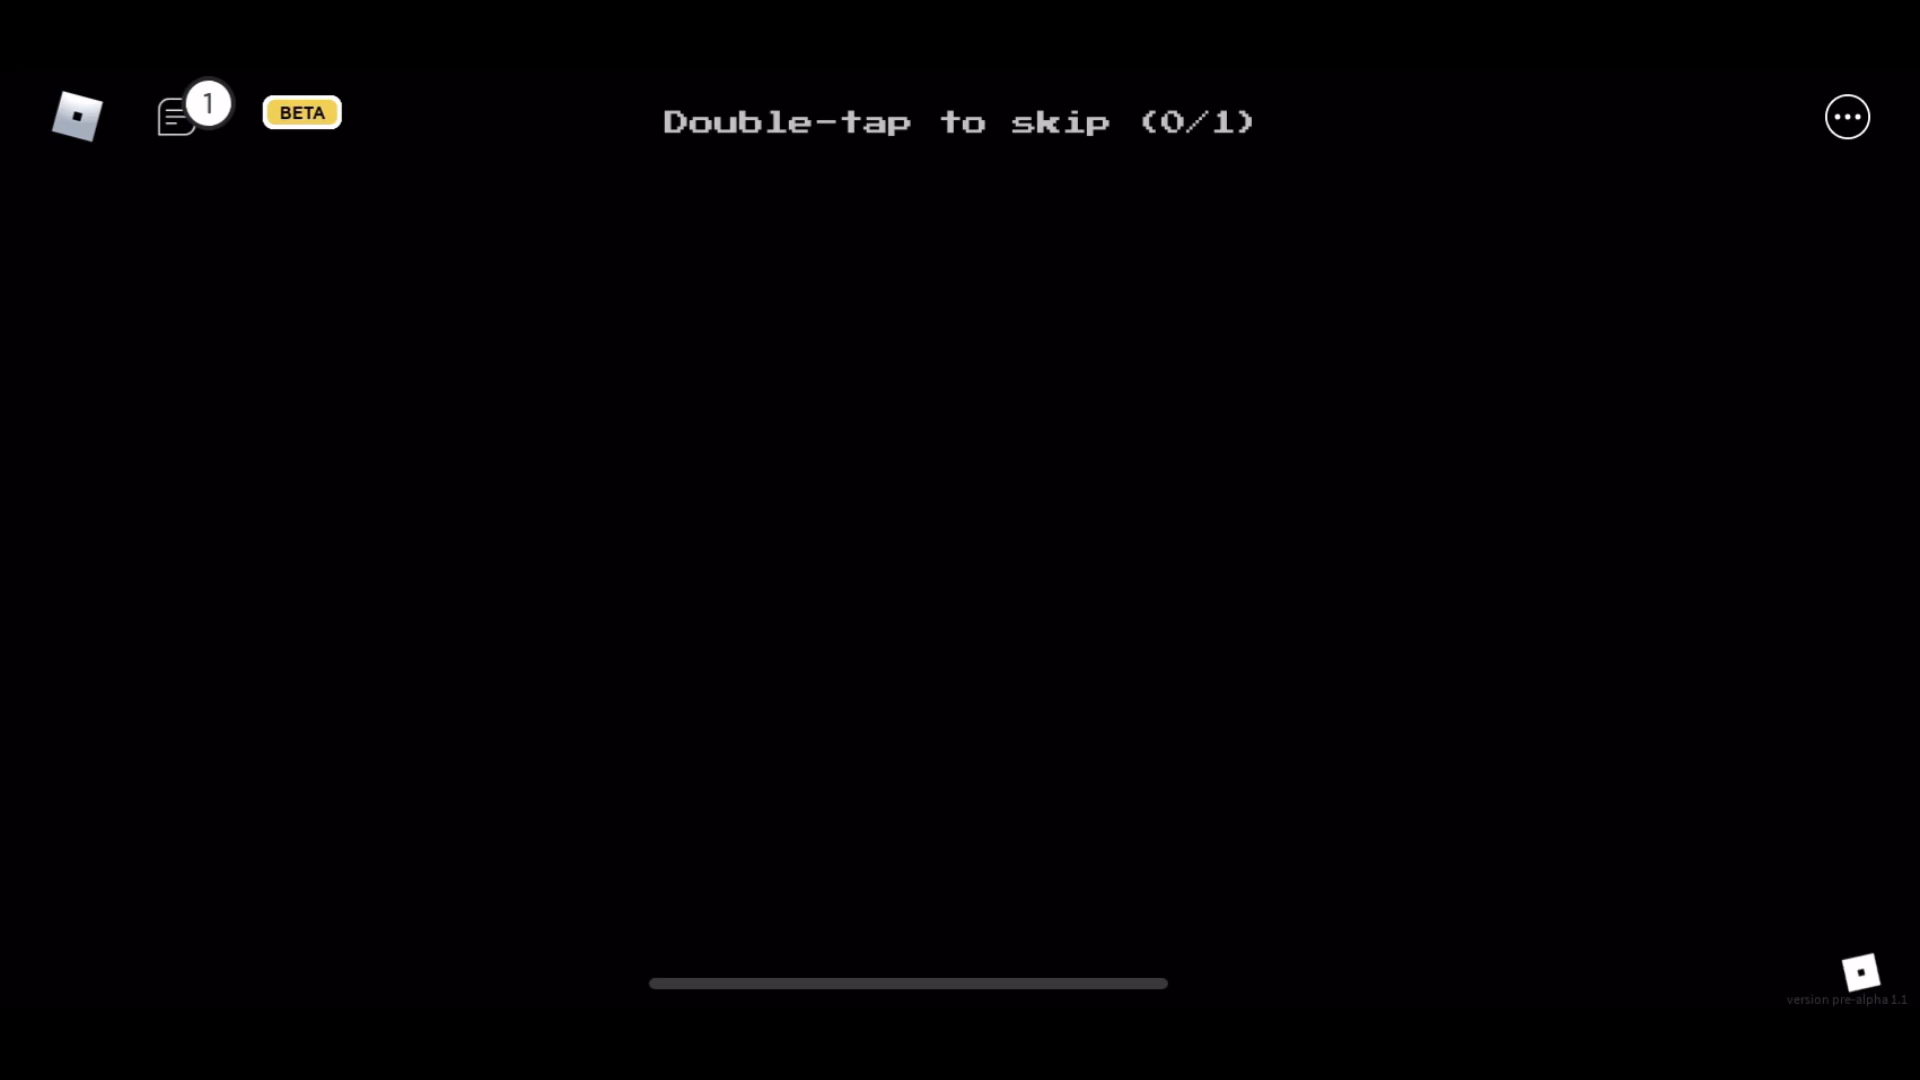 1
BETA
Double-tap to skip (0/1)
version pre-alpha 1.1